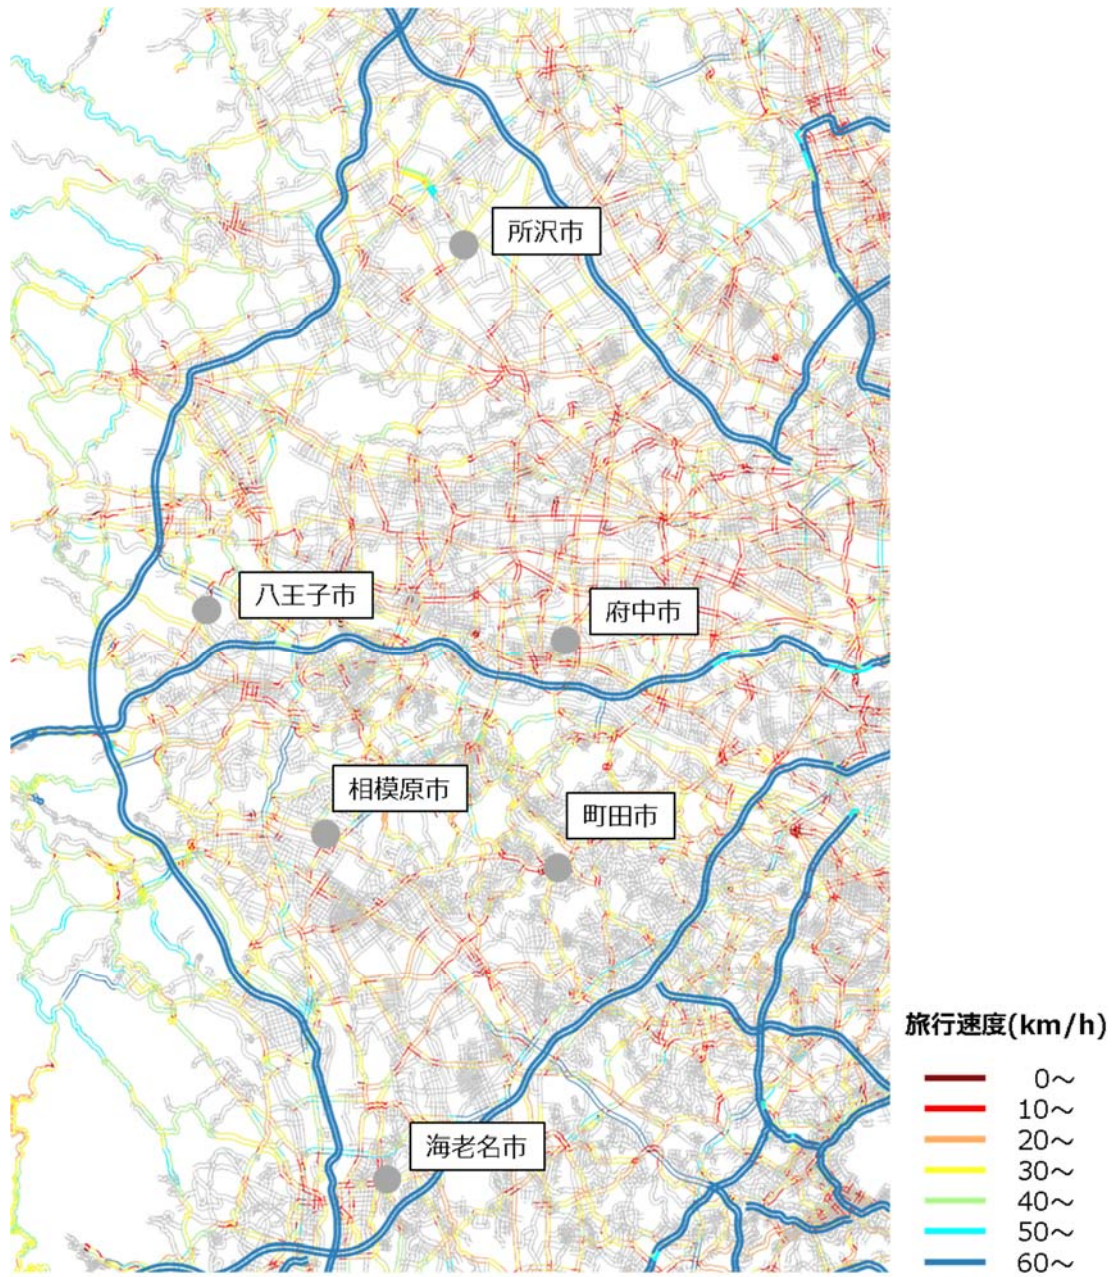 所沢市
八王子市
府中市
相模原市
町田市
海老名市
旅行速度(km/h)
0～
10～
20～
30～
40～
50～
60～